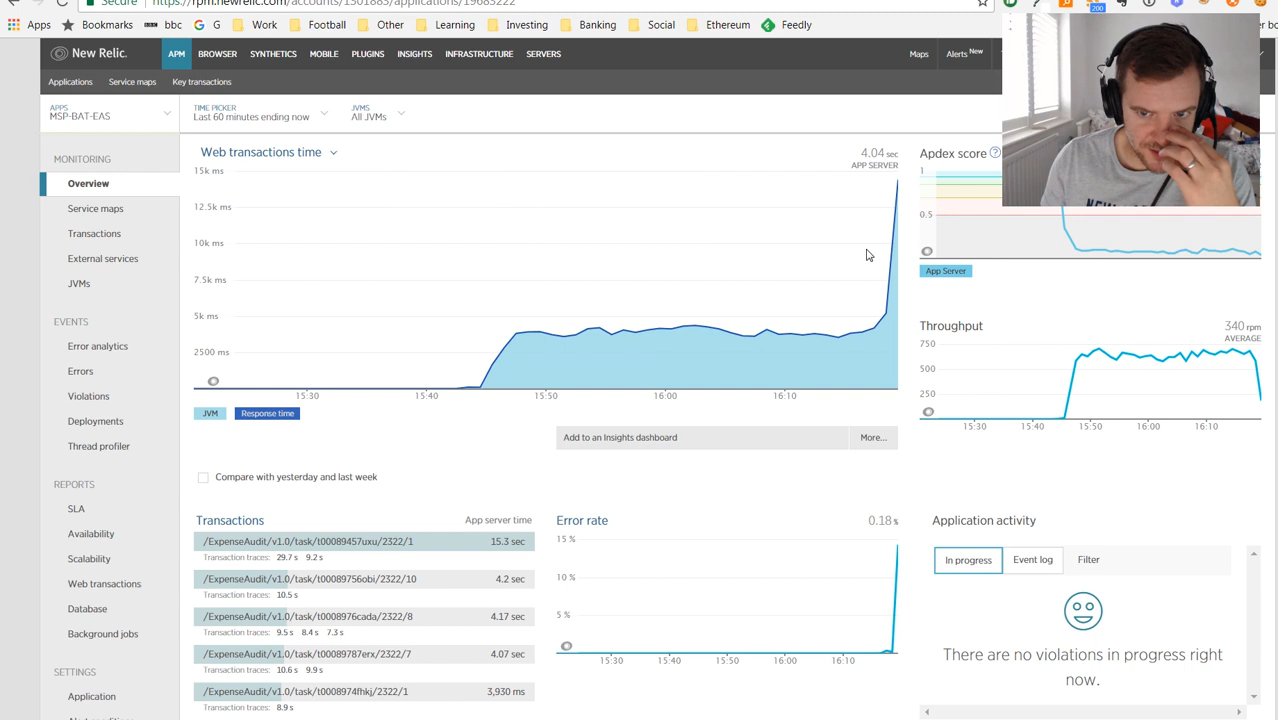 Secure https://rpm.newrelic.com/accounts/1501883/applications/19685222
Apps Bookmarks bbc G Work Football Other Learning Investing Banking Social Ethereum Feedly
200
New Relic. APM BROWSER SYNTHETICS MOBILE PLUGINS INSIGHTS INFRASTRUCTURE SERVERS Maps Alerts New
Applications Service maps Key transactions
APPS
MSP-BAT-EAS
TIME PICKER
Last 60 minutes ending now
JVMS
All JVMs
MONITORING
Overview
Service maps
Transactions
External services
JVMs
EVENTS
Error analytics
Errors
Violations
Deployments
Thread profiler
REPORTS
SLA
Availability
Scalability
Web transactions
Database
Background jobs
SETTINGS
Application
Web transactions time
4.04 sec
APP SERVER
15k ms
12.5k ms
10k ms
7.5k ms
5k ms
2500 ms
15:30 15:40 15:50 16:00 16:10
JVM Response time
Add to an Insights dashboard More...
Compare with yesterday and last week
Apdex score ?
1
0.5
App Server
Throughput
340 rpm
AVERAGE
750
500
250
15:30 15:40 15:50 16:00 16:10
Transactions App server time
/ExpenseAudit/v1.0/task/t00089457uxu/2322/1 15.3 sec
Transaction traces: 29.7 s 9.2 s
/ExpenseAudit/v1.0/task/t00089756obi/2322/10 4.2 sec
Transaction traces: 10.5 s
/ExpenseAudit/v1.0/task/t0008976cada/2322/8 4.17 sec
Transaction traces: 9.5 s 8.4 s 7.3 s
/ExpenseAudit/v1.0/task/t00089787erx/2322/7 4.07 sec
Transaction traces: 10.6 s 9.9 s
/ExpenseAudit/v1.0/task/t0008974fhkj/2322/1 3,930 ms
Transaction traces: 8.9 s
Error rate
0.18 %
15 %
10 %
5 %
15:30 15:40 15:50 16:00 16:10
Application activity
In progress Event log Filter
There are no violations in progress right
now.